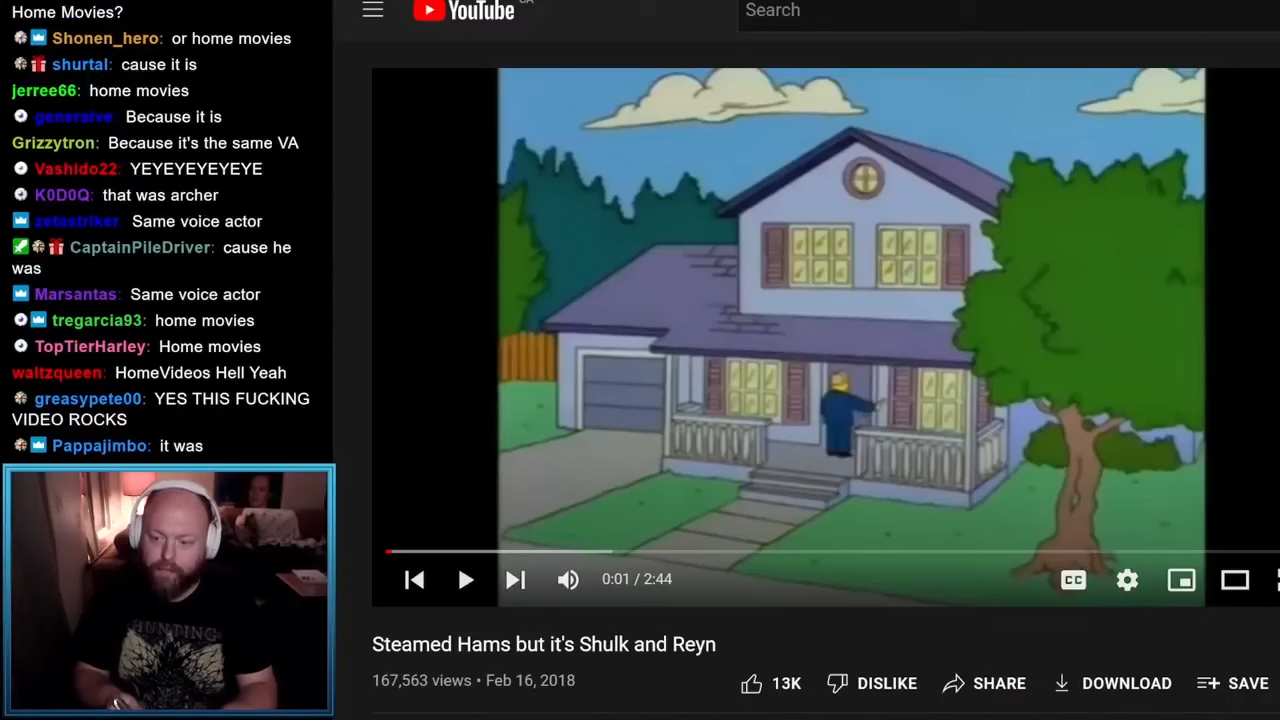 Home Movies?
Shonen_hero: or home movies
shurtal: cause it is
jerree66: home movies
generalve: Because it is
Grizzytron: Because it's the same VA
Vashido22: YEYEYEYEYEYE
K0D0Q: that was archer
zetastriker: Same voice actor
CaptainPileDriver: cause he
was
Marsantas: Same voice actor
tregarcia93: home movies
TopTierHarley: Home movies
waltzqueen: HomeVideos Hell Yeah
greasypete00: YES THIS FUCKING
VIDEO ROCKS
Pappajimbo: it was
HUNTING
YouTube
Search
0:01 / 2:44
CC
Steamed Hams but it's Shulk and Reyn
167,563 views • Feb 16, 2018
13K
DISLIKE
SHARE
DOWNLOAD
SAVE